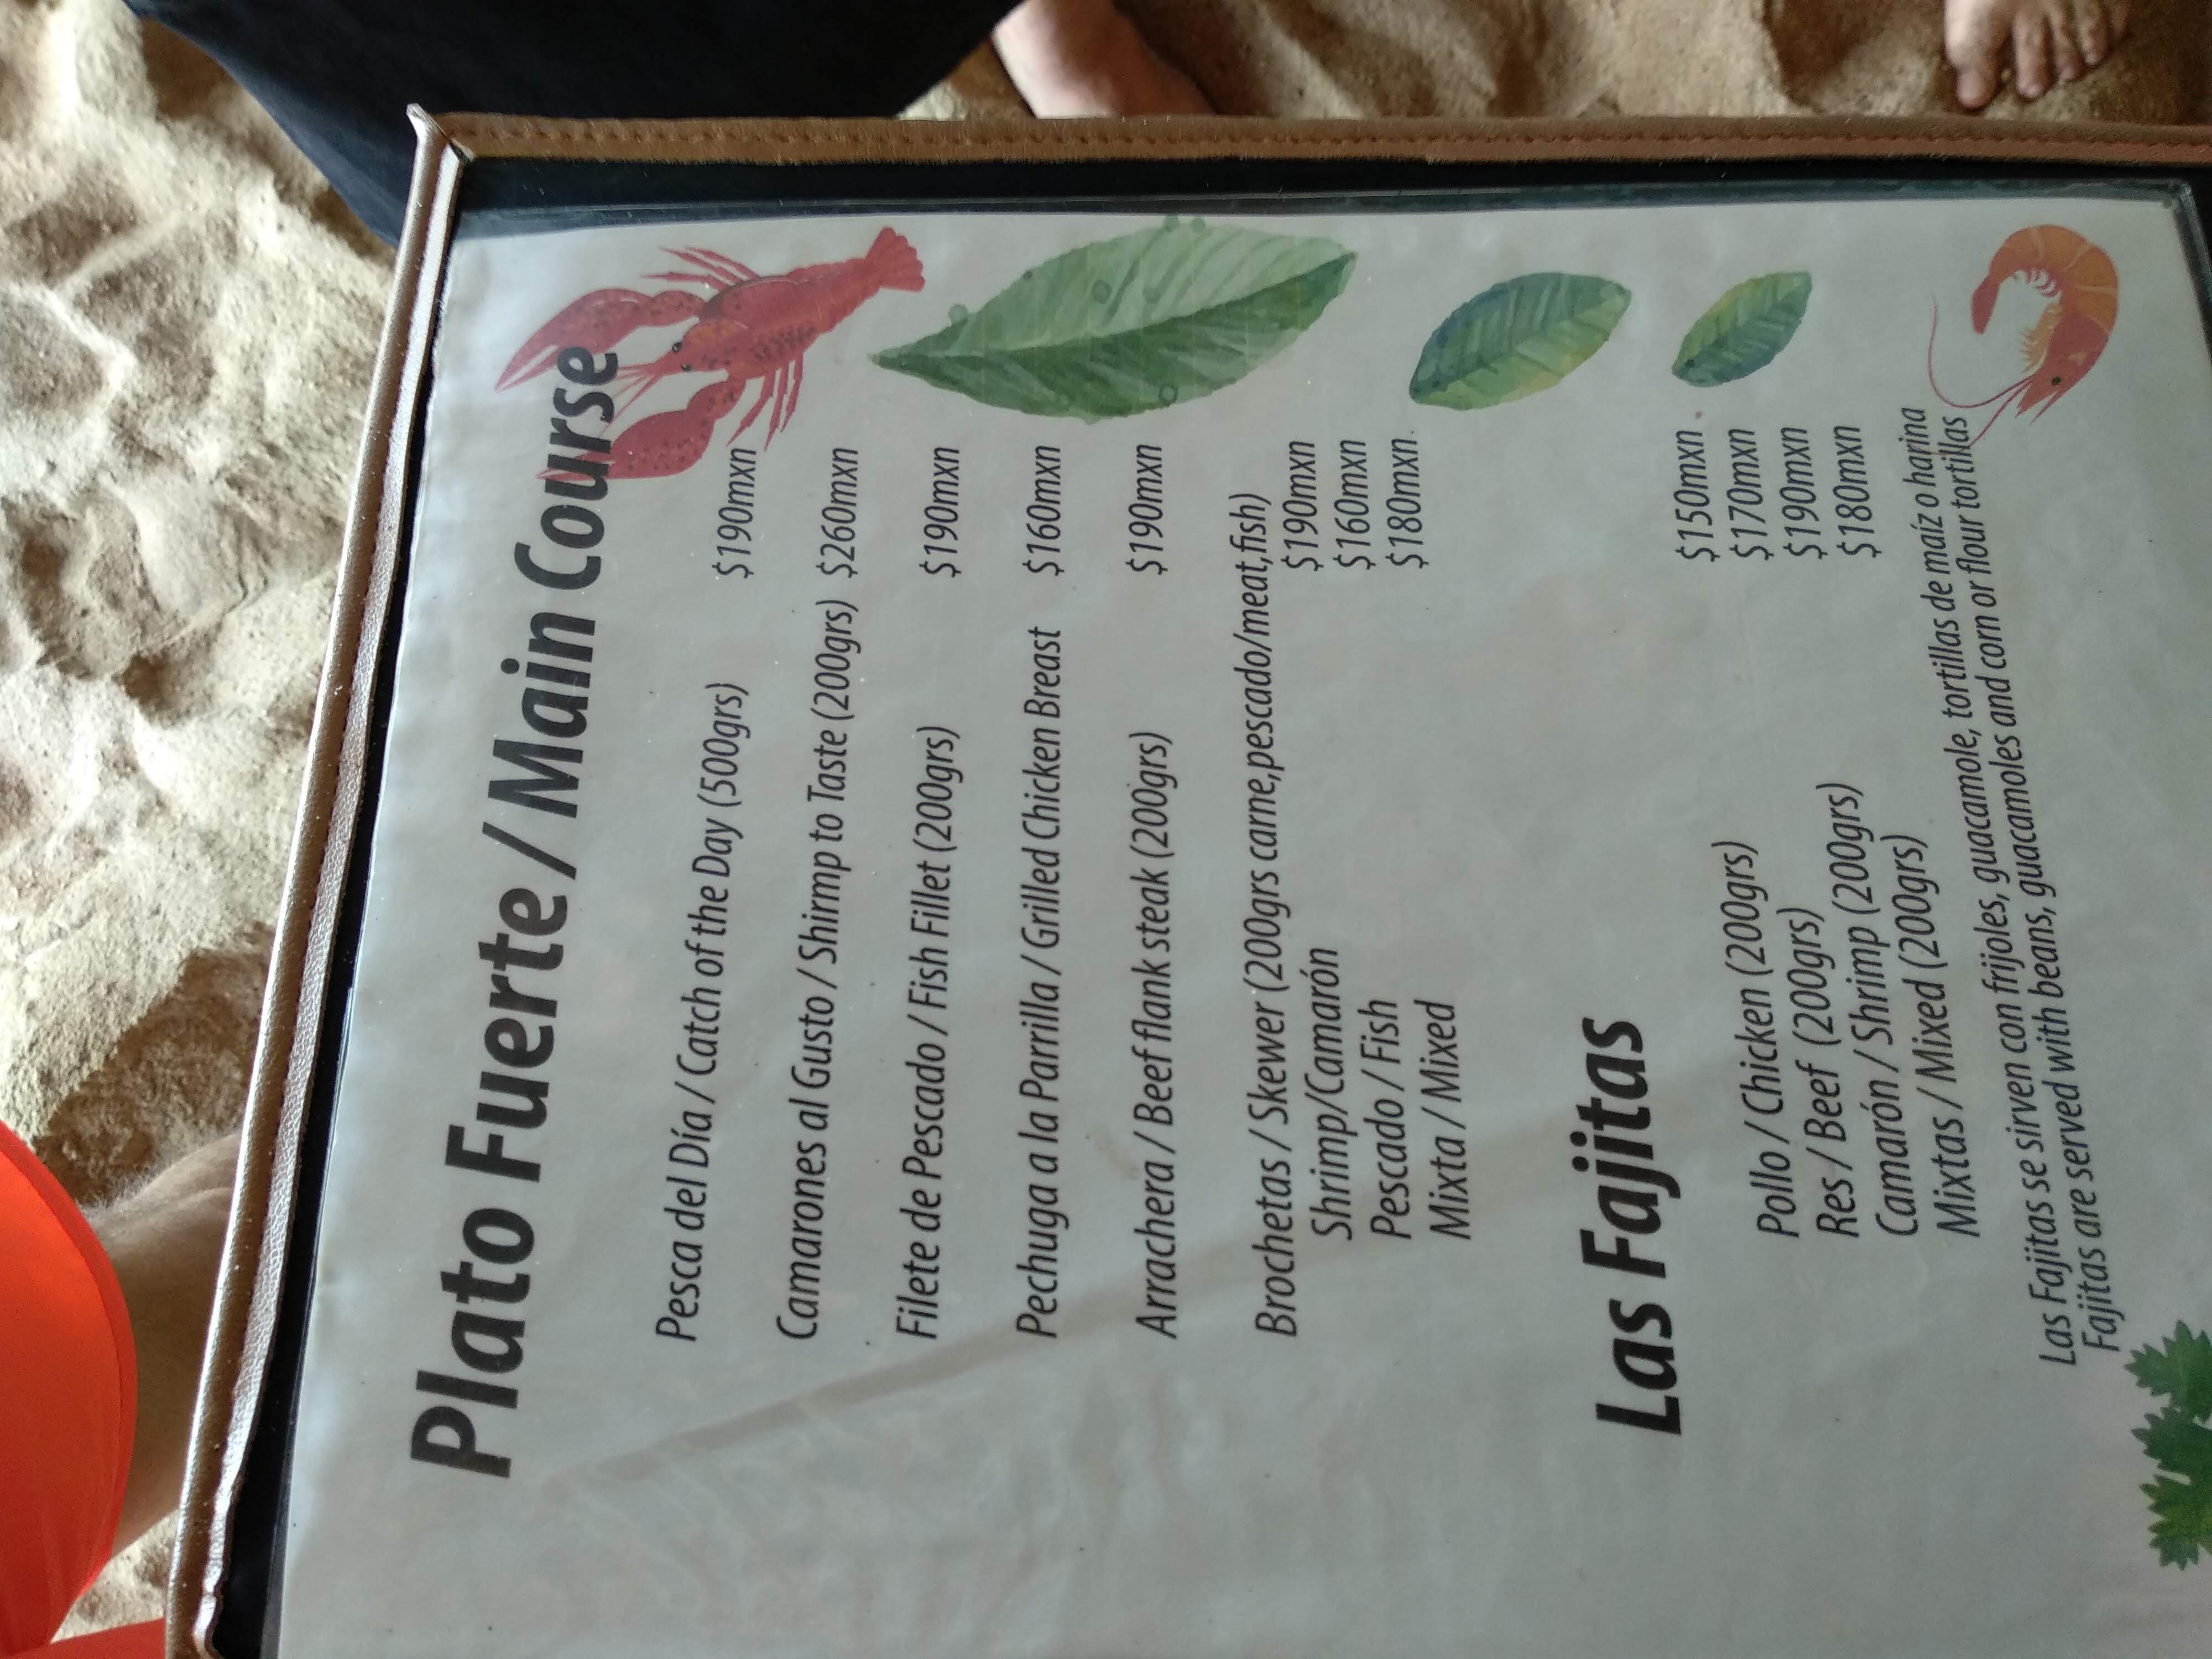 Plato Fuerte / Main Course
Pesca del Día / Catch of the Day (500grs) $190mxn
Camarones al Gusto / Shirmp to Taste (200grs) $260mxn
Filete de Pescado / Fish Fillet (200grs) $190mxn
Pechuga a la Parrilla / Grilled Chicken Breast $160mxn
Arrachera / Beef flank steak (200grs) $190mxn
Brochetas / Skewer (200grs carne,pescado/meat,fish)
Shrimp/Camarón $190mxn
Pescado / Fish $160mxn
Mixta / Mixed $180mxn
Las Fajitas
Pollo / Chicken (200grs) $150mxn
Res / Beef (200grs) $170mxn
Camarón / Shrimp (200grs) $190mxn
Mixtas / Mixed (200grs) $180mxn
Las Fajitas se sirven con frijoles, guacamole, tortillas de maíz o harina
Fajitas are served with beans, guacamoles and corn or flour tortillas